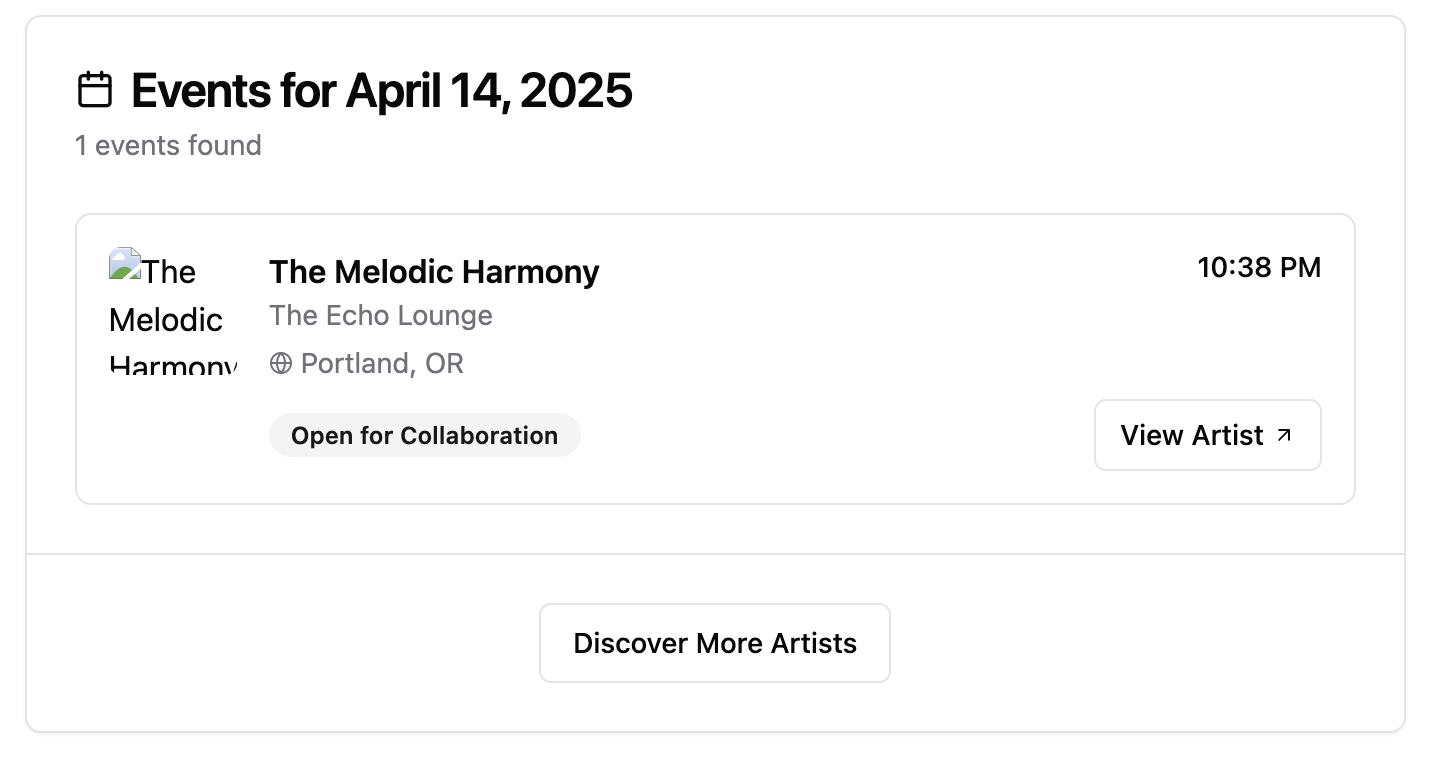 Events for April 14, 2025
1 events found
The
Melodic
Harmony
The Melodic Harmony
10:38 PM
The Echo Lounge
Portland, OR
Open for Collaboration
View Artist
Discover More Artists